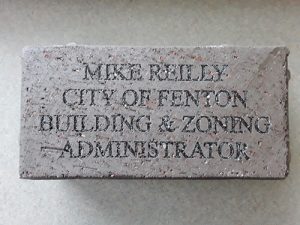 MIKE REILLY
CITY OF FENTON
BUILDING & ZONING
ADMINISTRATOR